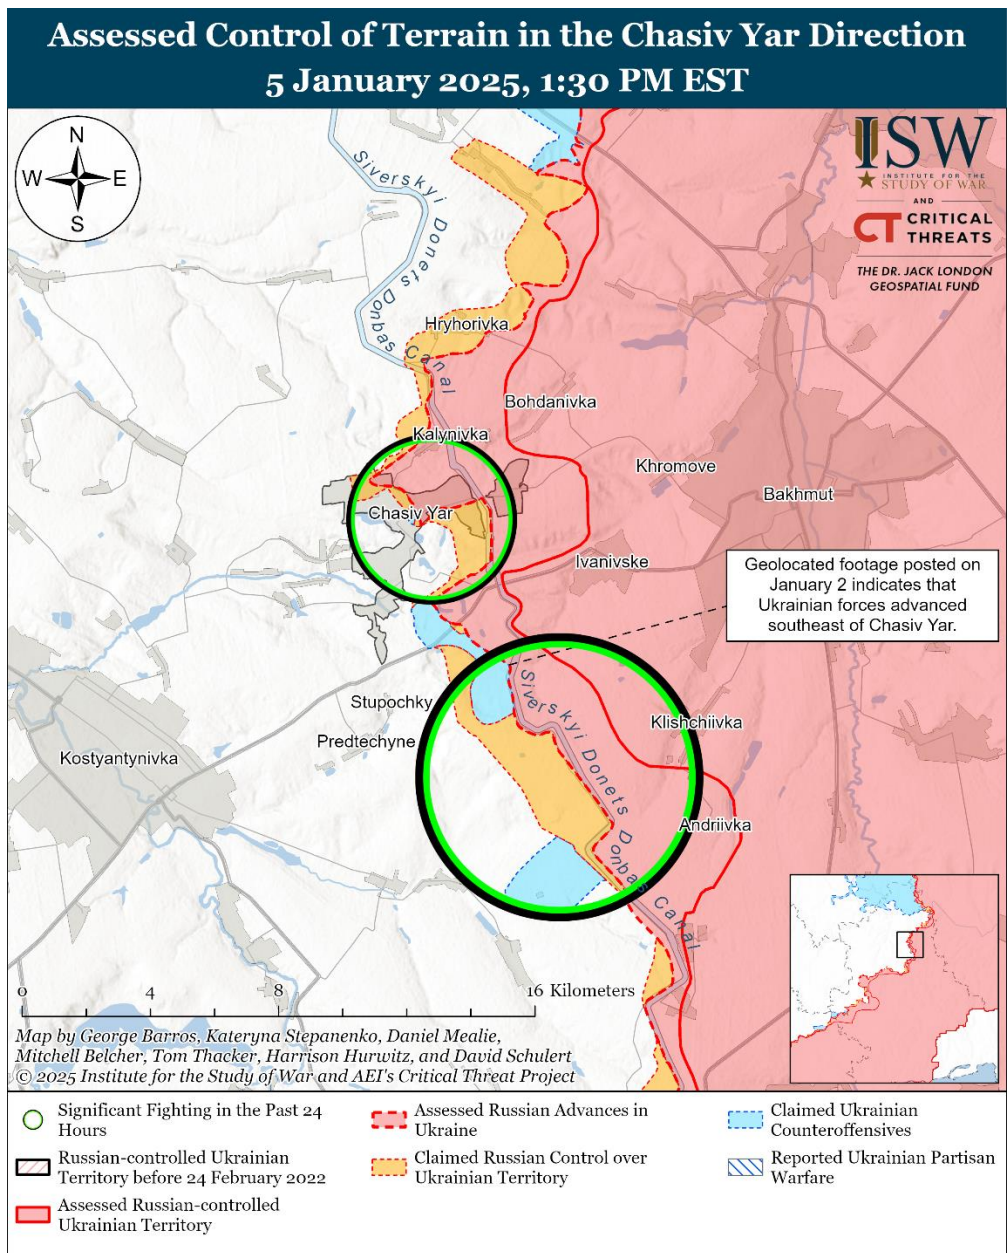 Assessed Control of Terrain in the Chasiv Yar Direction
5 January 2025, 1:30 PM EST
N
W
E
S
ISW
INSTITUTE FOR THE
STUDY OF WAR
AND
CT CRITICAL
THREATS
THE DR. JACK LONDON
GEOSPATIAL FUND
Siverskyi Donets Donbas Canal
Hryhorivka
Bohdanivka
Kalynivka
Khromove
Bakhmut
Chasiv Yar
Ivanivske
Geolocated footage posted on
January 2 indicates that
Ukrainian forces advanced
southeast of Chasiv Yar.
Stupochky
Siverskyi Donets Donbas Canal
Klishchiivka
Predtechyne
Kostyantynivka
Andriivka
0
4
8
16 Kilometers
Map by George Barros, Kateryna Stepanenko, Daniel Mealie,
Mitchell Belcher, Tom Thacker, Harrison Hurwitz, and David Schulert
© 2025 Institute for the Study of War and AEI's Critical Threat Project
Significant Fighting in the Past 24
Hours
Russian-controlled Ukrainian
Territory before 24 February 2022
Assessed Russian-controlled
Ukrainian Territory
Assessed Russian Advances in
Ukraine
Claimed Russian Control over
Ukrainian Territory
Claimed Ukrainian
Counteroffensives
Reported Ukrainian Partisan
Warfare